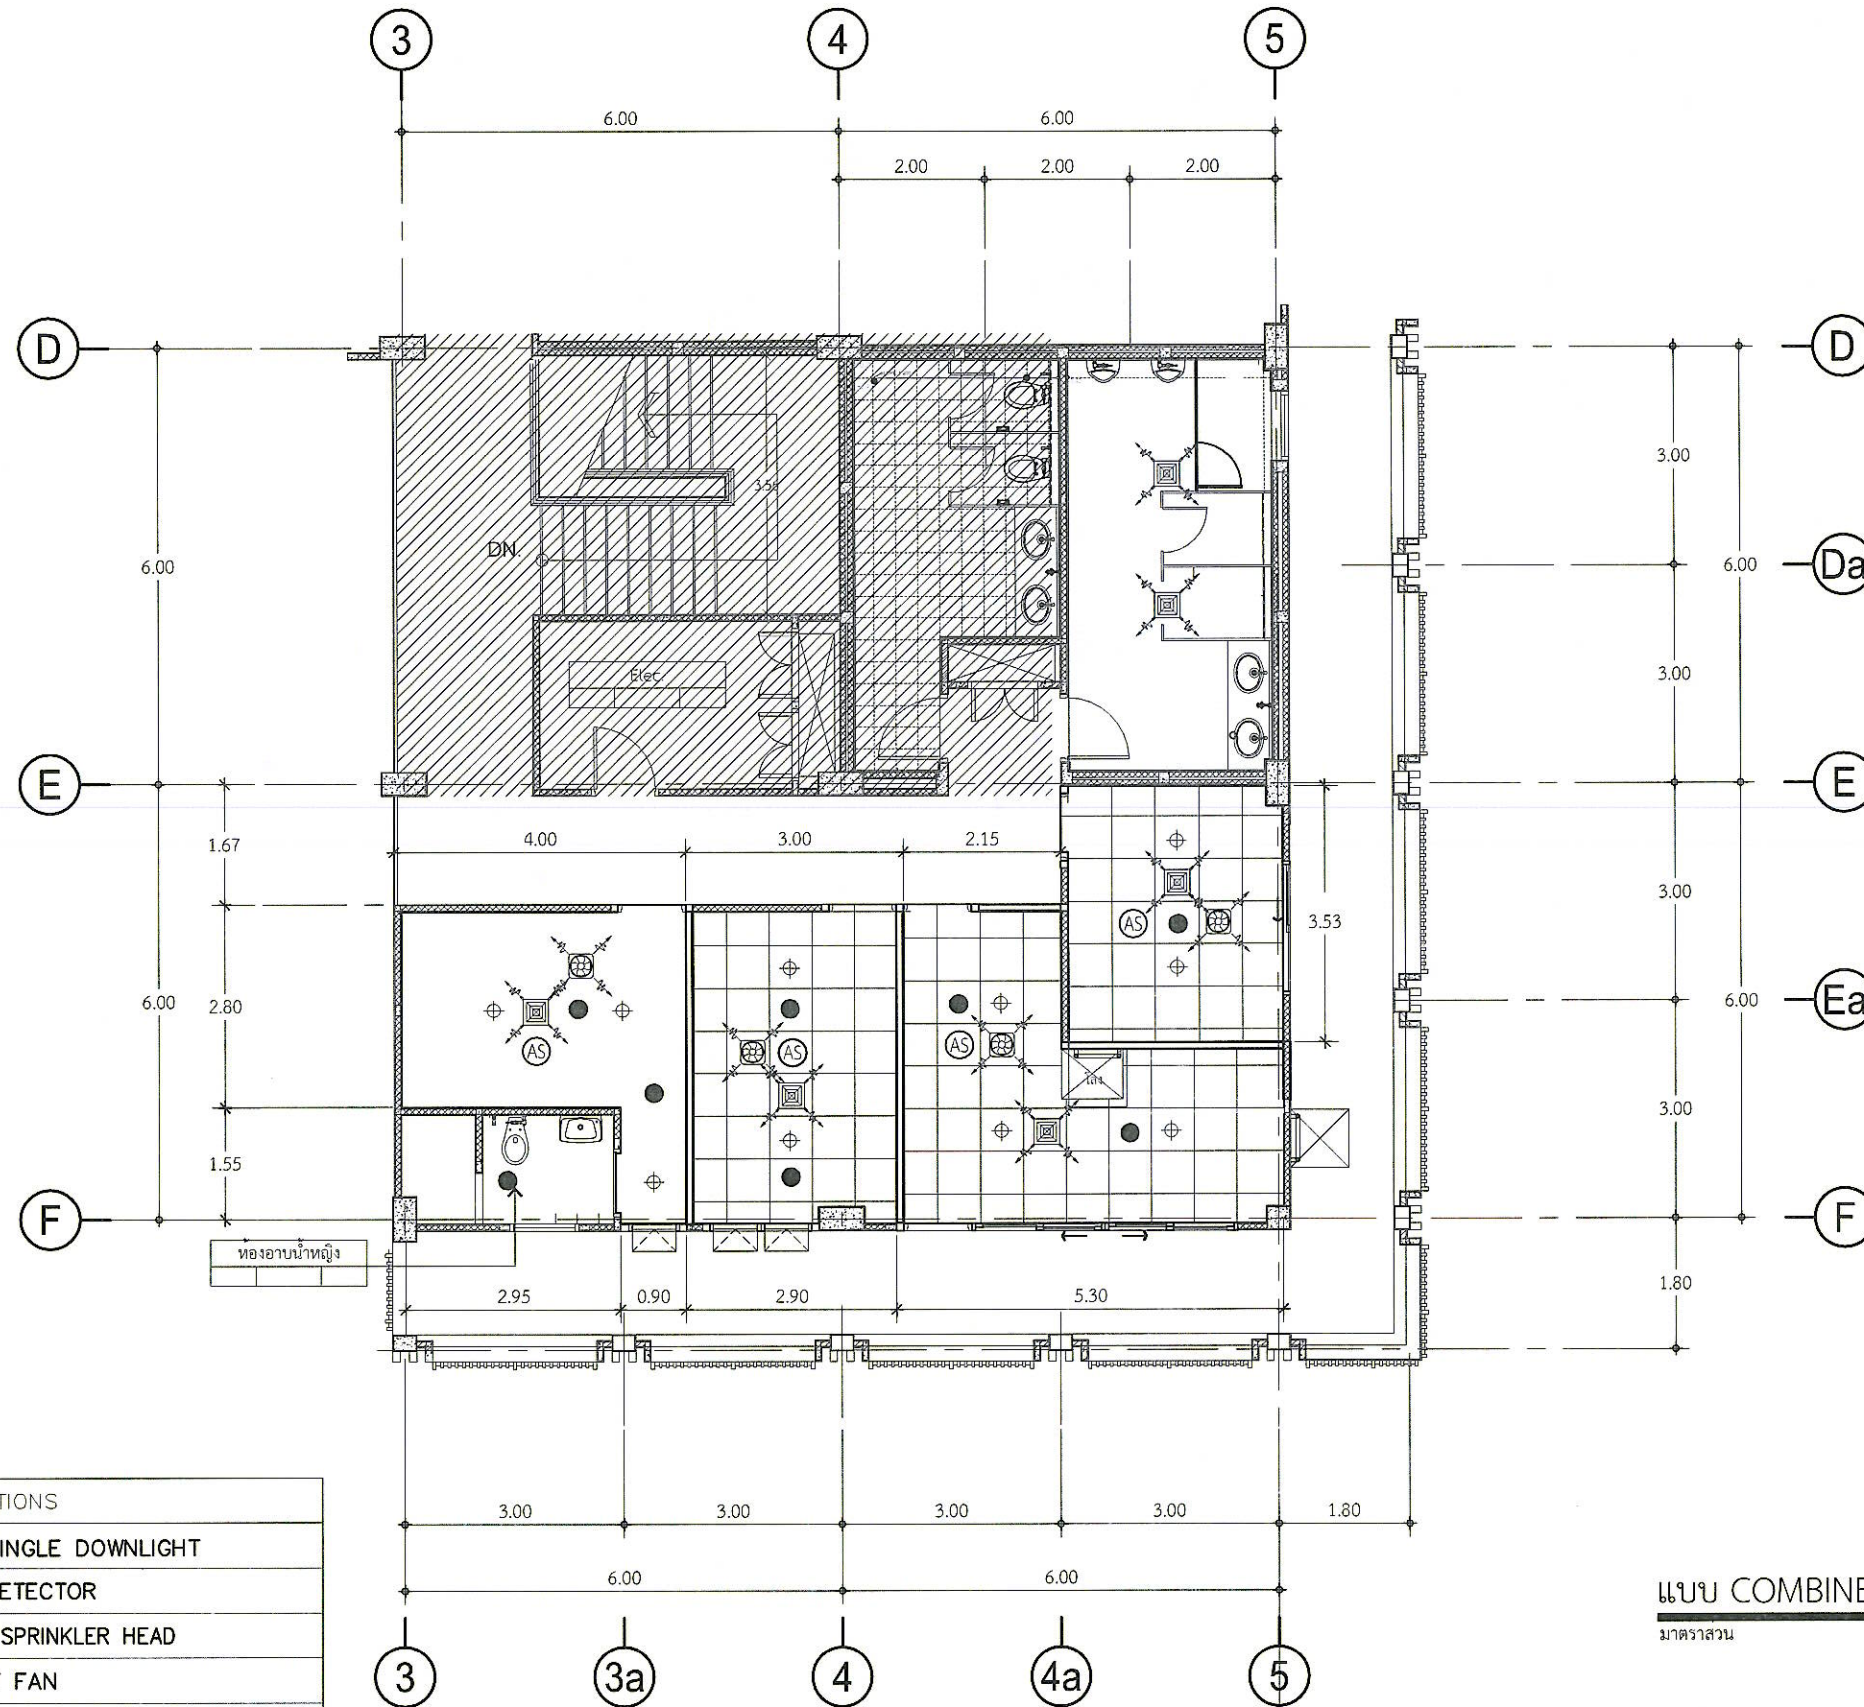 3 4 5
6.00 6.00
2.00 2.00 2.00
D D
3.00
3.55
DN.
6.00 6.00 Da
Elec.
3.00
E E
1.67 4.00 3.00 2.15
3.00
AS 3.53
6.00 2.80 6.00 Ea
AS AS AS
โล่ง
3.00
1.55
F F
ห้องอาบน้ำหญิง
1.80
2.95 0.90 2.90 5.30
TIONS
3.00 3.00 3.00 3.00 1.80
INGLE DOWNLIGHT
6.00 6.00
ETECTOR
แบบ COMBINE
SPRINKLER HEAD
มาตราส่วน
FAN
3 3a 4 4a 5